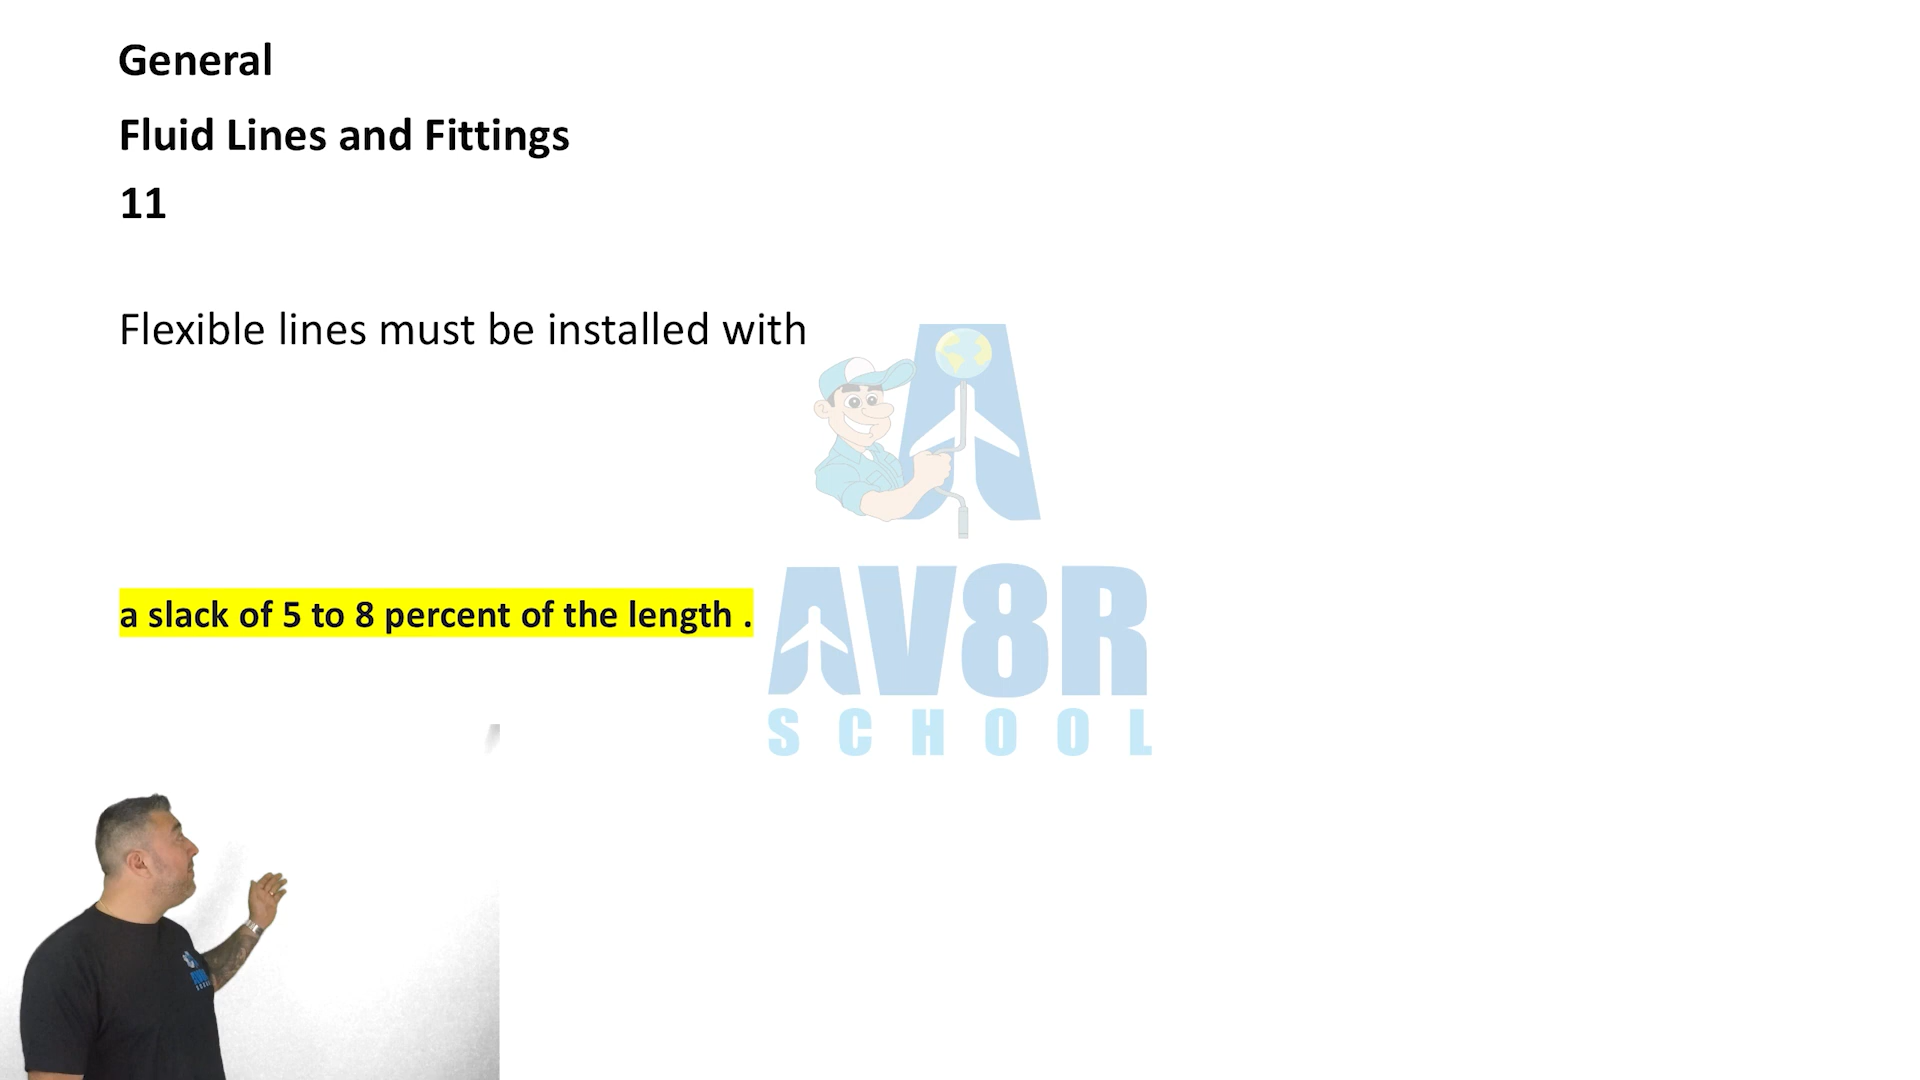 General
Fluid Lines and Fittings
11
Flexible lines must be installed with
a slack of 5 to 8 percent of the length .
AV8R
SCHOOL